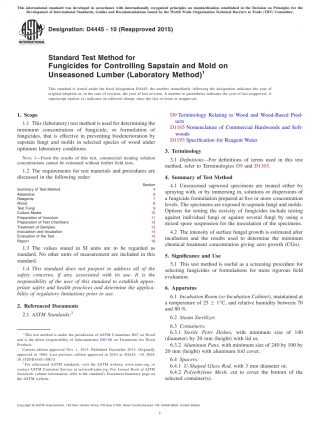 This international standard was developed in accordance with internationally recognized principles on standardization established in the Decision on Principles for the
Development of International Standards, Guides and Recommendations issued by the World Trade Organization Technical Barriers to Trade (TBT) Committee.
Designation: D4445 − 10 (Reapproved 2015)
INTERNATIONAL
Standard Test Method for
Fungicides for Controlling Sapstain and Mold on
Unseasoned Lumber (Laboratory Method)1
This standard is issued under the fixed designation D4445; the number immediately following the designation indicates the year of
original adoption or, in the case of revision, the year of last revision. A number in parentheses indicates the year of last reapproval. A
superscript epsilon (ε) indicates an editorial change since the last revision or reapproval.
1. Scope
1.1 This (laboratory) test method is used for determining the
minimum concentration of fungicide, or formulation of
fungicides, that is effective in preventing biodeterioration by
sapstain fungi and molds in selected species of wood under
optimum laboratory conditions.
NOTE 1—From the results of this test, commercial treating solution
concentrations cannot be estimated without further field tests.
1.2 The requirements for test materials and procedures are
discussed in the following order:
Section
Summary of Test Method 4
Apparatus 6
Reagents 7
Wood 8
Test Fungi 9
Culture Media 10
Preparation of Inoculum 11
Preparation of Test Chambers 12
Treatment of Samples 13
Inoculation and Incubation 14
Evaluation of the Test 15
Report 16
1.3 The values stated in SI units are to be regarded as
standard. No other units of measurement are included in this
standard.
1.4 This standard does not purport to address all of the
safety concerns, if any, associated with its use. It is the
responsibility of the user of this standard to establish appro-
priate safety and health practices and determine the applica-
bility of regulatory limitations prior to use.
2. Referenced Documents
2.1 ASTM Standards:2
1 This test method is under the jurisdiction of ASTM Committee D07 on Wood
and is the direct responsibility of Subcommittee D07.06 on Treatments for Wood
Products.
Current edition approved Nov. 1, 2015. Published December 2015. Originally
approved in
2 For referenced ASTM standards, visit the ASTM website, www.astm.org, or
contact ASTM Customer Service at service@astm.org. For Annual Book of ASTM
Standards volume information, refer to the standard's Document Summary page on
the ASTM website.
D9 Terminology Relating to Wood and Wood-Based Prod-
ucts
D1165 Nomenclature of Commercial Hardwoods and Soft-
woods
D1193 Specification for Reagent Water
3. Terminology
3.1 Definitions—For definitions of terms used in this test
method, refer to Terminologies D9 and D1165.
4. Summary of Test Method
4.1 Unseasoned sapwood specimens are treated either by
spraying with, or by immersing in, solutions or dispersions of
a fungicide formulation prepared at five or more concentration
levels. The specimens are exposed to sapstain fungi and molds.
Options for testing the toxicity of fungicides include testing
against individual fungi or against several fungi by using a
mixed spore suspension for the inoculation of the specimens.
4.2 The intensity of surface fungal growth is estimated after
incubation and the results used to determine the minimum
chemical treatment concentration giving zero growth (C
5. Significance and Use
5.1 This test method is useful as a screening procedure for
selecting fungicides or formulations for more rigorous field
evaluation.
6. Apparatus
6.1 Incubation Room (or Incubation Cabinet), maintained at
a temperature of 25 ± 1°C, and relative humidity between 70
and 80 %.
6.2 Steam Sterilizer.
6.3 Containers:
6.3.1 Sterile Petri Dishes, with minimum size of 140
(diameter) by 20 mm (height) with lid or,
6.3.2 Aluminum Pans, with minimum size of 240 by 100 by
20 mm (height) with aluminum foil cover.
6.4 Spacers:
6.4.1 U-Shaped Glass Rod, with 3 mm diameter or,
6.4.2 Polyethylene Mesh, cut to cover the bottom of the
selected container(s).
Copyright © ASTM International, 100 Barr Harbor Drive, PO Box C700, West Conshohocken, PA 19428-2959. United States
1